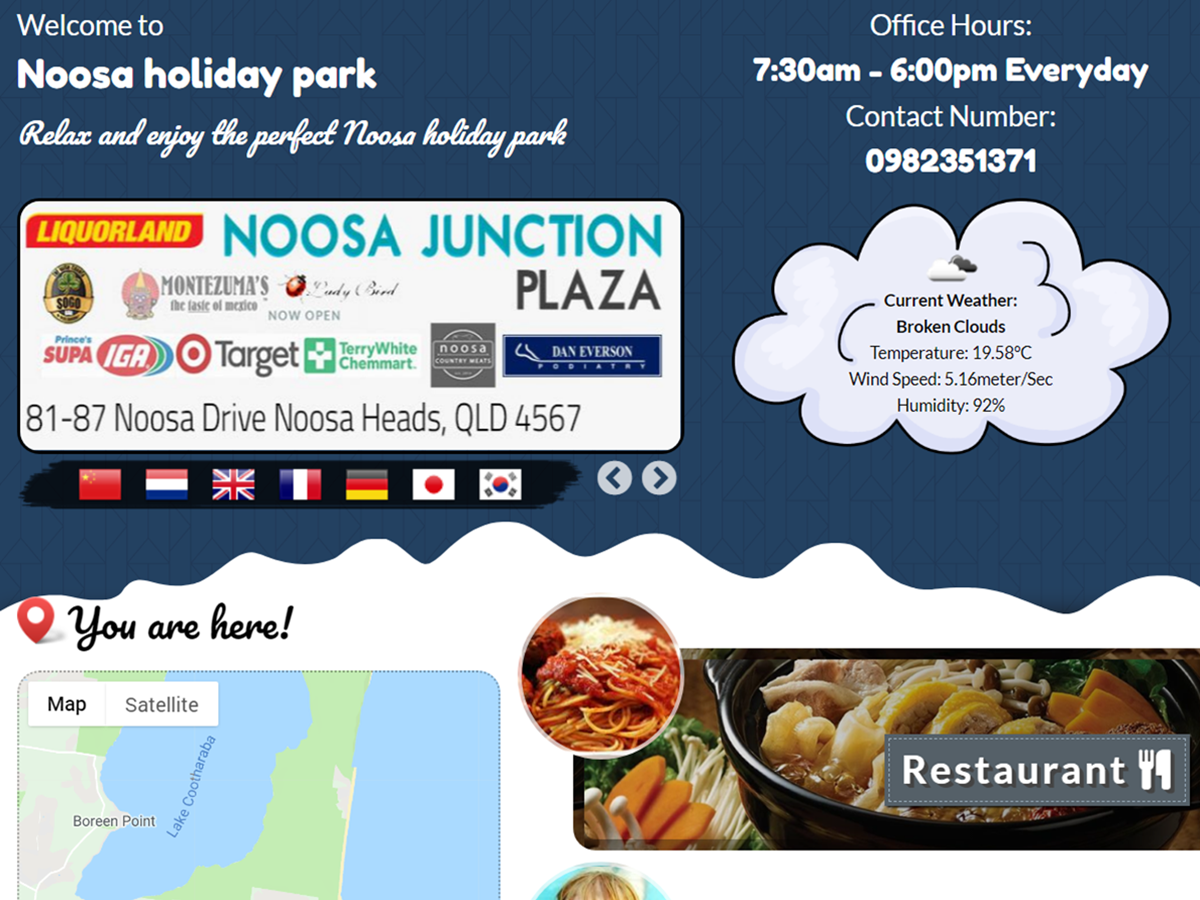 Welcome to
Noosa holiday park
Relax and enjoy the perfect Noosa holiday park
Office Hours:
7:30am - 6:00pm Everyday
Contact Number:
0982351371
LIQUORLAND
NOOSA JUNCTION
PLAZA
SOGO
MONTEZUMA'S
the taste of mexico
Lady Bird
NOW OPEN
Prince's
SUPA IGA
Target
TerryWhite
Chemmart.
noosa
COUNTRY MEATS
DAN EVERSON
PODIATRY
81-87 Noosa Drive Noosa Heads, QLD 4567
Current Weather:
Broken Clouds
Temperature: 19.58°C
Wind Speed: 5.16meter/Sec
Humidity: 92%
You are here!
Map
Satellite
Lake Cootharaba
Boreen Point
Restaurant